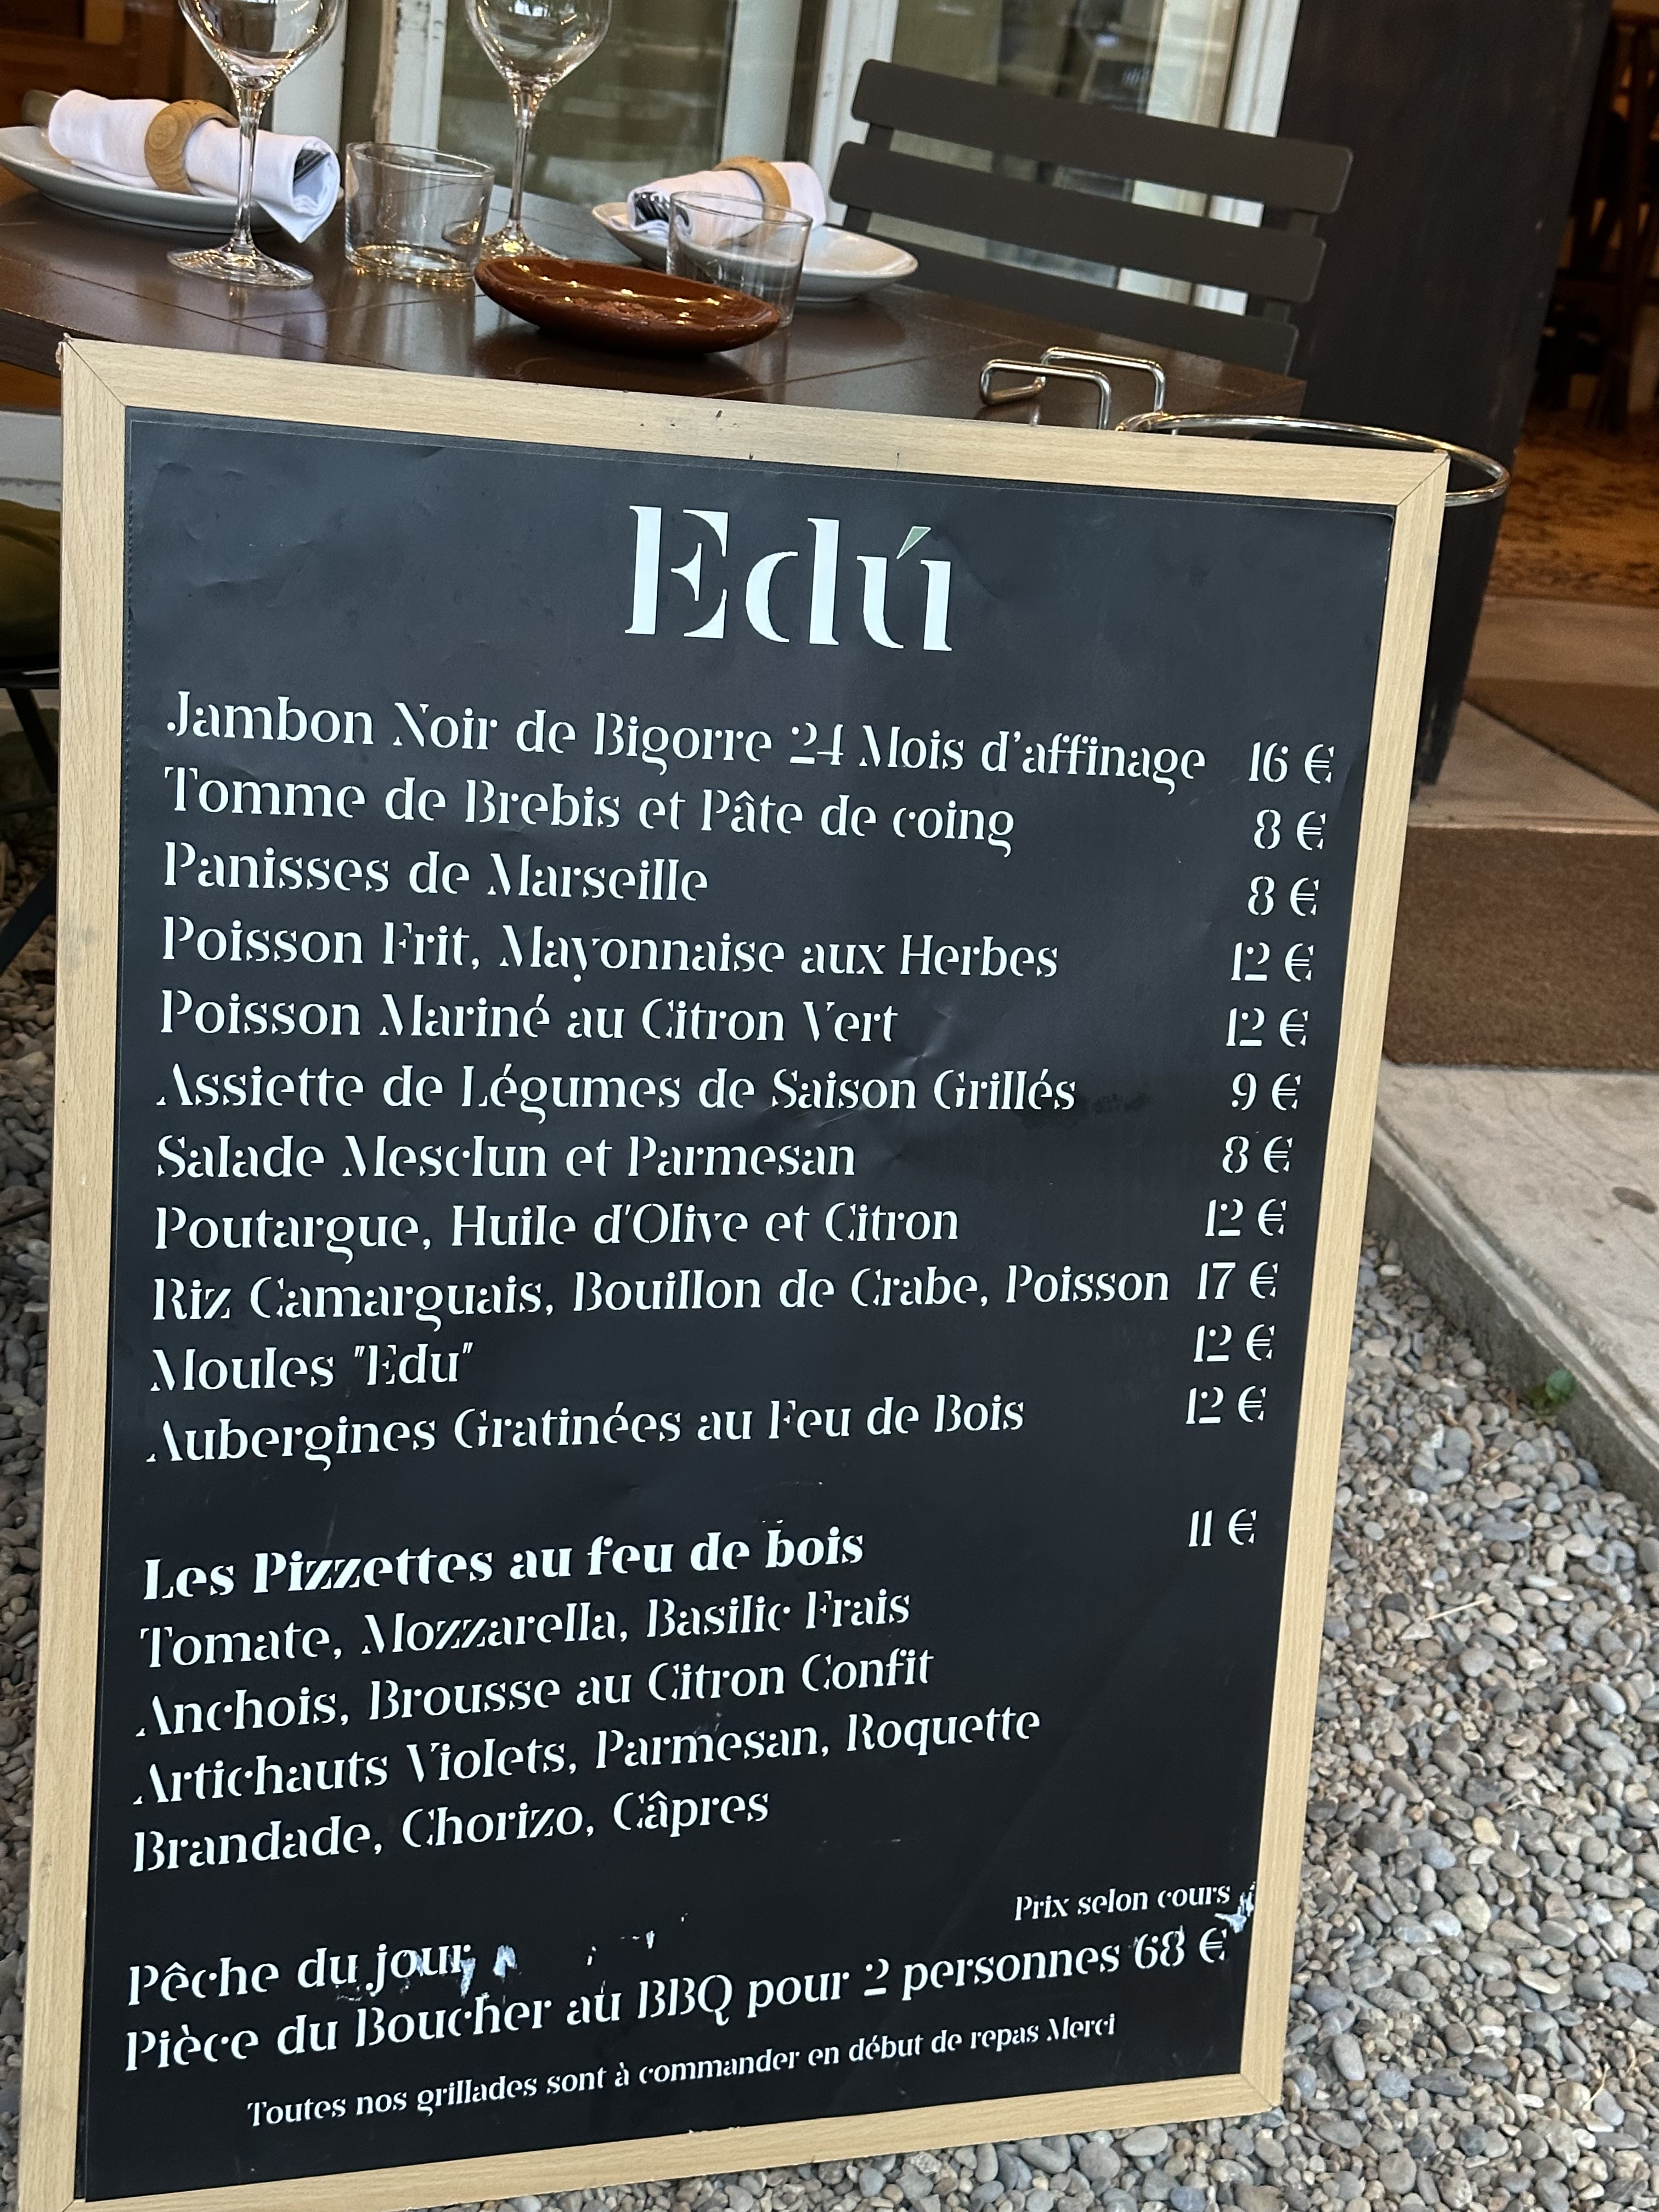 Edú
Jambon Noir de Bigorre 24 Mois d'affinage 16 €
Tomme de Brebis et Pâte de coing 8 €
Panisses de Marseille 8 €
Poisson Frit, Mayonnaise aux Herbes 12 €
Poisson Mariné au Citron Vert 12 €
Assiette de Légumes de Saison Grillés 9 €
Salade Mesclun et Parmesan 8 €
Poutargue, Huile d'Olive et Citron 12 €
Riz Camarguais, Bouillon de Crabe, Poisson 17 €
Moules "Edu" 12 €
Aubergines Gratinées au Feu de Bois 12 €
Les Pizzettes au feu de bois 11 €
Tomate, Mozzarella, Basilic Frais
Anchois, Brousse au Citron Confit
Artichauts Violets, Parmesan, Roquette
Brandade, Chorizo, Câpres
Prix selon cours
Pêche du jour
Pièce du Boucher au BBQ pour 2 personnes 68 €
Toutes nos grillades sont à commander en début de repas Merci